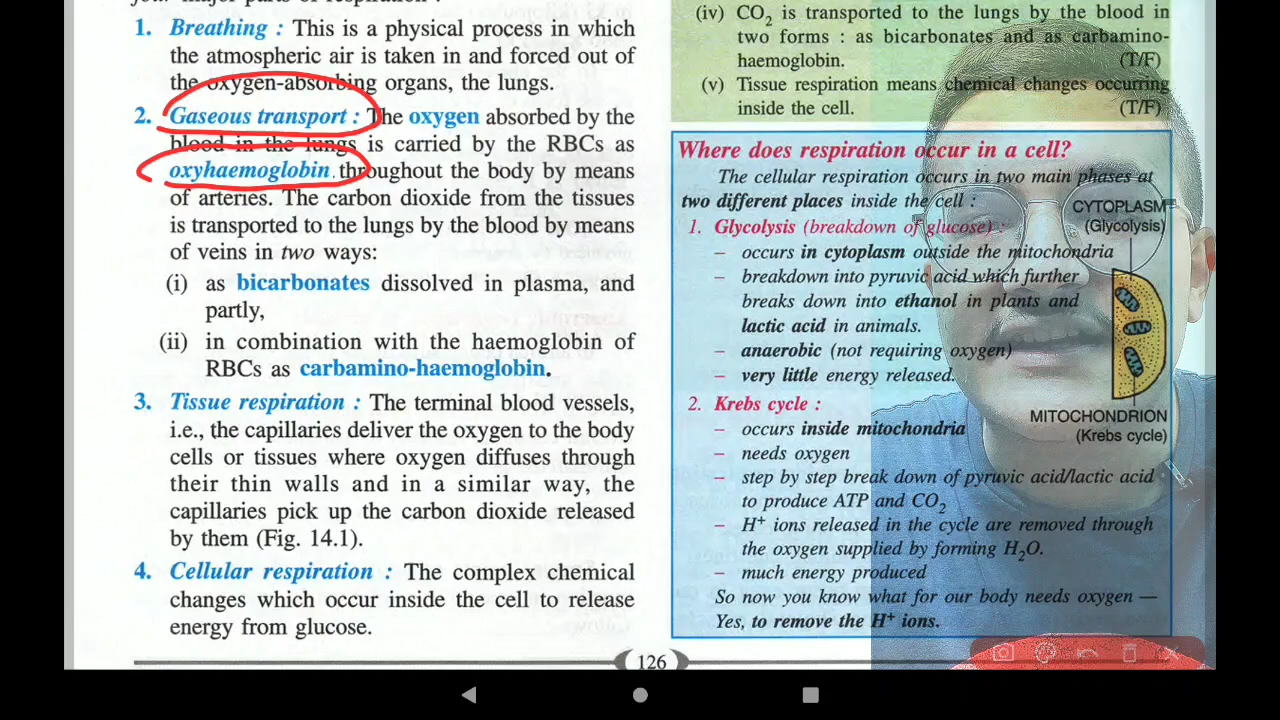 major parts of respiration :
1. Breathing : This is a physical process in which
the atmospheric air is taken in and forced out of
the oxygen-absorbing organs, the lungs.
2. Gaseous transport : The oxygen absorbed by the
blood in the lungs is carried by the RBCs as
oxyhaemoglobin, throughout the body by means
of arteries. The carbon dioxide from the tissues
is transported to the lungs by the blood by means
of veins in two ways:
(i) as bicarbonates dissolved in plasma, and
partly,
(ii) in combination with the haemoglobin of
RBCs as carbamino-haemoglobin.
3. Tissue respiration : The terminal blood vessels,
i.e., the capillaries deliver the oxygen to the body
cells or tissues where oxygen diffuses through
their thin walls and in a similar way, the
capillaries pick up the carbon dioxide released
by them (Fig. 14.1).
4. Cellular respiration : The complex chemical
changes which occur inside the cell to release
energy from glucose.
(iv) CO2 is transported to the lungs by the blood in
two forms : as bicarbonates and as carbamino-
haemoglobin. (T/F)
(v) Tissue respiration means chemical changes occurring
inside the cell. (T/F)
Where does respiration occur in a cell?
The cellular respiration occurs in two main phases at
two different places inside the cell :
1. Glycolysis (breakdown of glucose) :
– occurs in cytoplasm outside the mitochondria
– breakdown into pyruvic acid which further
breaks down into ethanol in plants and
lactic acid in animals.
– anaerobic (not requiring oxygen)
– very little energy released.
2. Krebs cycle :
– occurs inside mitochondria
– needs oxygen
– step by step break down of pyruvic acid/lactic acid
to produce ATP and CO2
– H+ ions released in the cycle are removed through
the oxygen supplied by forming H2O.
– much energy produced
So now you know what for our body needs oxygen —
Yes, to remove the H+ ions.
CYTOPLASM
(Glycolysis)
MITOCHONDRION
(Krebs cycle)
126